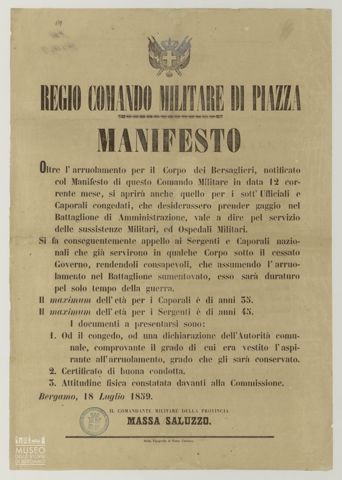 REGIO COMANDO MILITARE DI PIAZZA
MANIFESTO
Oltre l'arruolamento per il Corpo dei Bersaglieri, notificato
col Manifesto di questo Comando Militare in data 12 cor-
rente mese, si aprirà anche quello per i sott'Ufficiali e
Caporali congedati, che desiderassero prender gaggio nel
Battaglione di Amministrazione, vale a dire pel servizio
delle sussistenze Militari, ed Ospedali Militari.
Si fa conseguentemente appello ai Sergenti e Caporali nazio-
nali che già servirono in qualche Corpo sotto il cessato
Governo, rendendoli consapevoli, che assumendo l'arruo-
lamento nel Battaglione sumentovato, esso sarà duraturo
pel solo tempo della guerra.
Il maximum dell'età per i Caporali è di anni 35.
Il maximum dell'età per i Sergenti è di anni 45.
I documenti a presentarsi sono:
1. Od il congedo, od una dichiarazione dell'Autorità comu-
nale, comprovante il grado di cui era vestito l'aspi-
rante all'arruolamento, grado che gli sarà conservato.
2. Certificato di buona condotta.
3. Attitudine fisica constatata davanti alla Commissione.
Bergamo, 18 Luglio 1859.
IL COMANDANTE MILITARE DELLA PROVINCIA
MASSA SALUZZO.
MUSEO
DELLE STORIE
DI BERGAMO